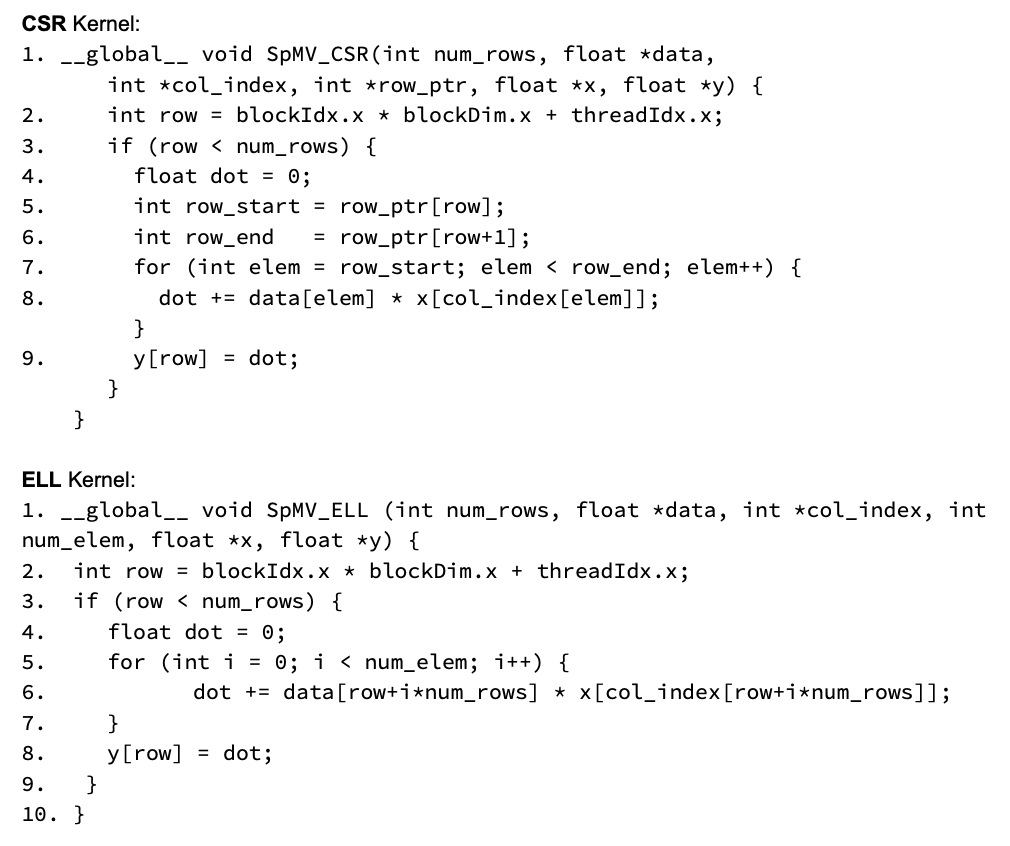 CSR Kernel:
1. __global__ void SpMV_CSR(int num_rows, float *data,
int *col_index, int *row_ptr, float *x, float *y) {
2. int row = blockIdx.x * blockDim.x + threadIdx.x;
3. if (row < num_rows) {
4. float dot = 0;
5. int row_start = row_ptr[row];
6. int row_end = row_ptr[row+1];
7. for (int elem = row_start; elem < row_end; elem++) {
8. dot += data[elem] * x[col_index[elem]];
}
9. y[row] = dot;
}
}
ELL Kernel:
1. __global__ void SpMV_ELL (int num_rows, float *data, int *col_index, int
num_elem, float *x, float *y) {
2. int row = blockIdx.x * blockDim.x + threadIdx.x;
3. if (row < num_rows) {
4. float dot = 0;
5. for (int i = 0; i < num_elem; i++) {
6. dot += data[row+i*num_rows] * x[col_index[row+i*num_rows]];
7. }
8. y[row] = dot;
9. }
10. }